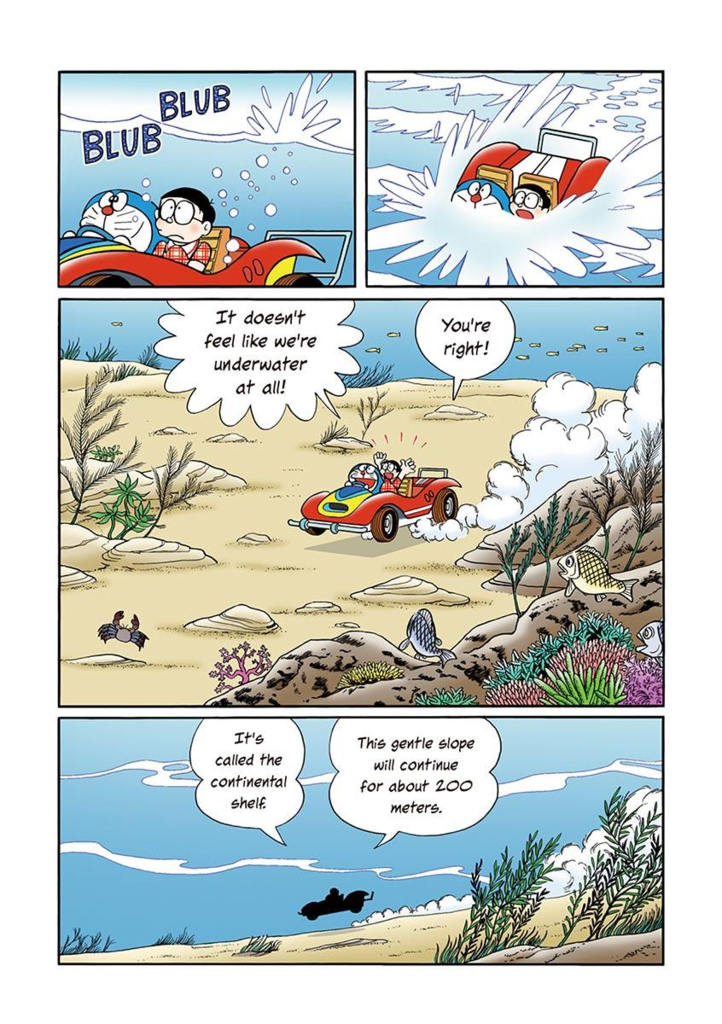 BLUB
BLUB
You're
right!
It doesn't
feel like we're
underwater
at all!
This gentle slope
will continue
for about 200
meters.
It's
called the
continental
shelf.